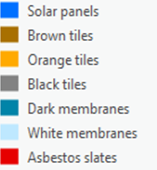 Solar panels
Brown tiles
Orange tiles
Black tiles
Dark membranes
White membranes
Asbestos slates